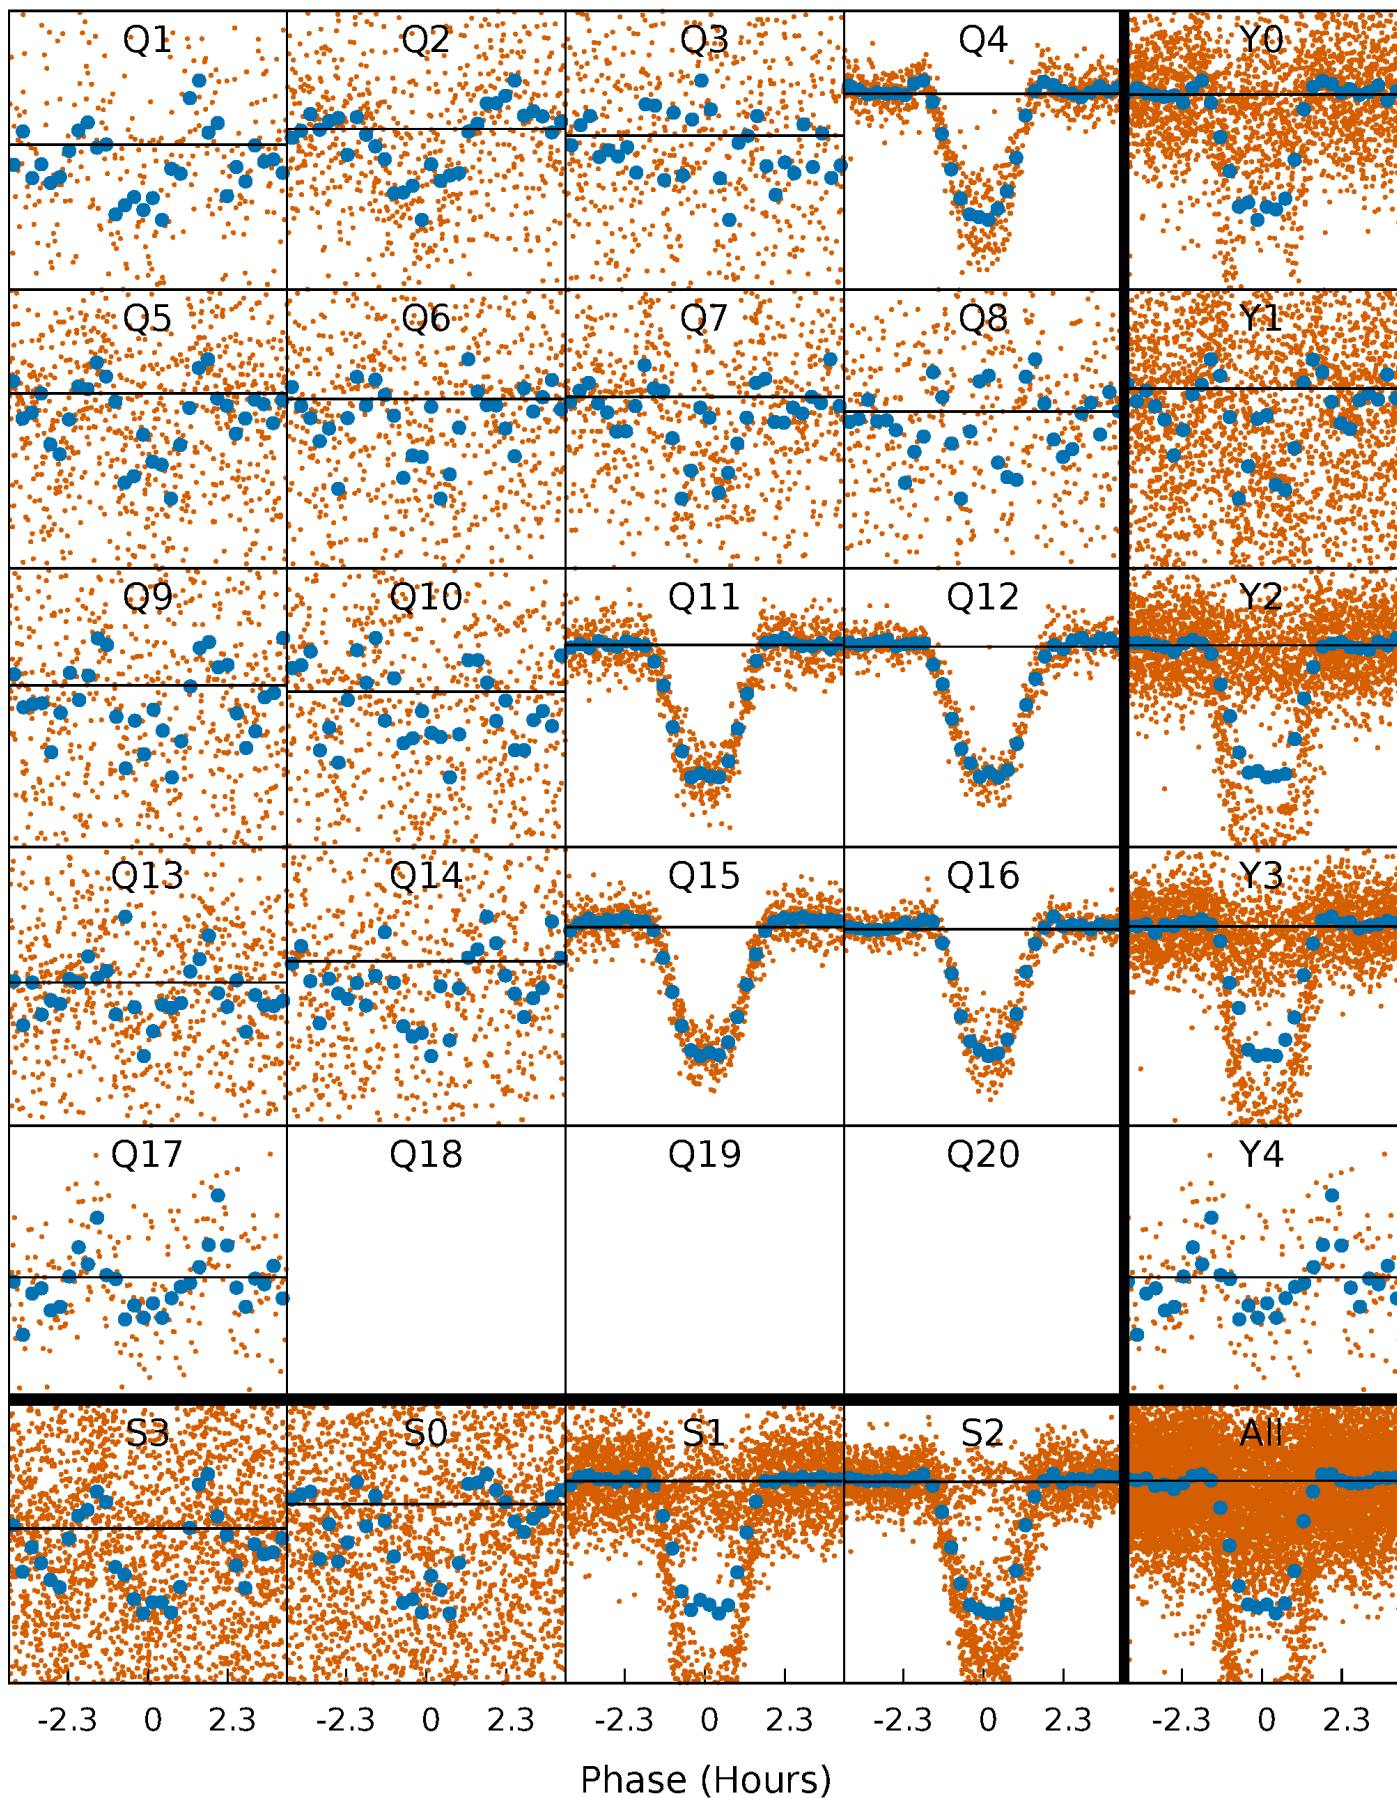 Q1 Q2 Q3 Q4 Y0
Q5 Q6 Q7 Q8 Y1
Q9 Q10 Q11 Q12 Y2
Q13 Q14 Q15 Q16 Y3
Q17 Q18 Q19 Q20 Y4
S3 S0 S1 S2 All
-2.3 0 2.3 -2.3 0 2.3 -2.3 0 2.3 -2.3 0 2.3 -2.3 0 2.3
Phase (Hours)